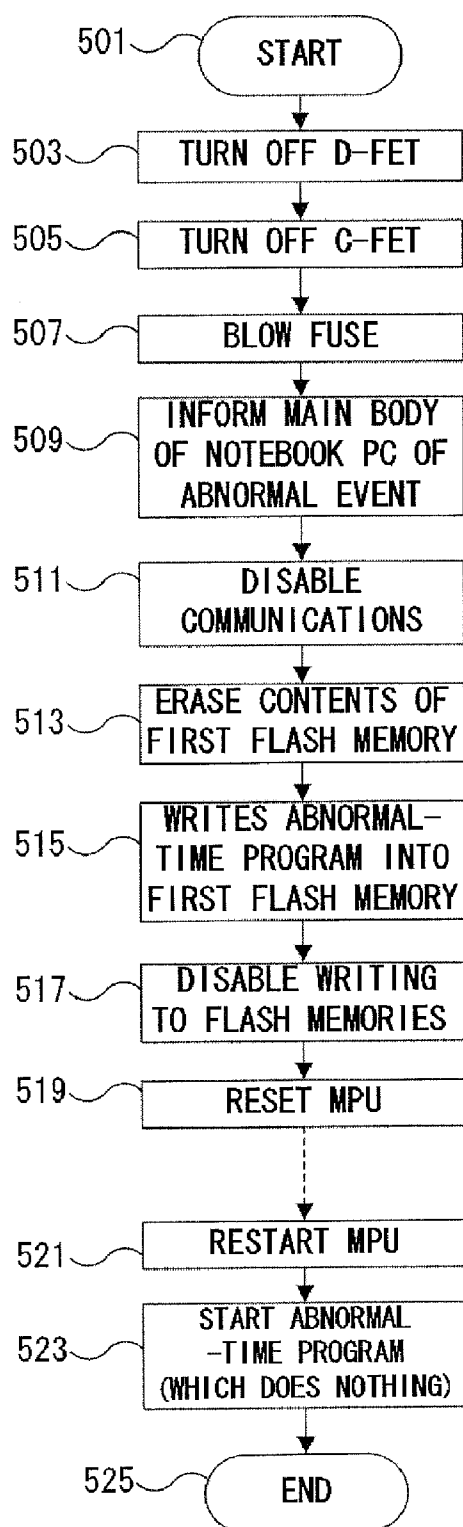 501
START
503
TURN OFF D-FET
505
TURN OFF C-FET
507
BLOW FUSE
509
INFORM MAIN BODY
OF NOTEBOOK PC OF
ABNORMAL EVENT
511
DISABLE
COMMUNICATIONS
513
ERASE CONTENTS OF
FIRST FLASH MEMORY
515
WRITES ABNORMAL-
TIME PROGRAM INTO
FIRST FLASH MEMORY
517
DISABLE WRITING
TO FLASH MEMORIES
519
RESET MPU
521
RESTART MPU
523
START ABNORMAL
-TIME PROGRAM
(WHICH DOES NOTHING)
525
END